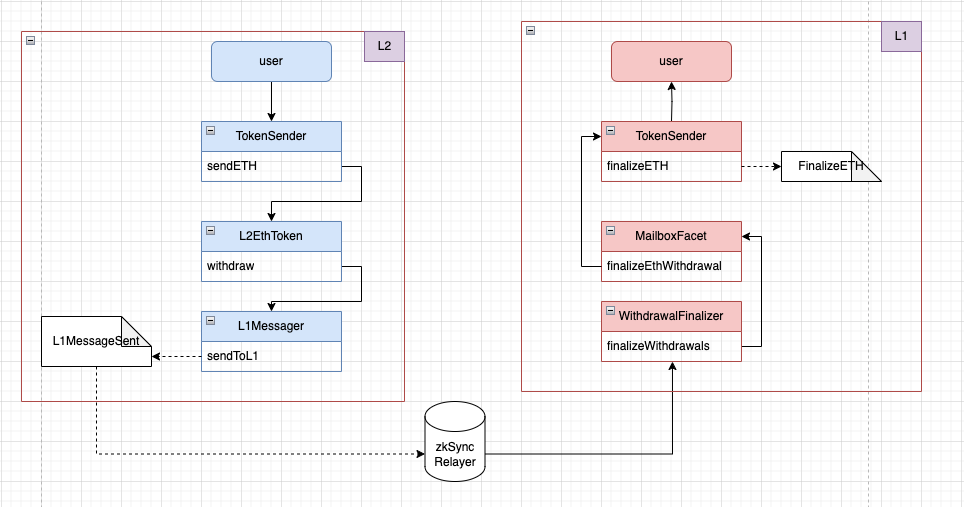 L2
user
TokenSender
sendETH
L2EthToken
withdraw
L1Messager
sendToL1
L1MessageSent
zkSync
Relayer
L1
user
TokenSender
finalizeETH
FinalizeETH
MailboxFacet
finalizeEthWithdrawal
WithdrawalFinalizer
finalizeWithdrawals